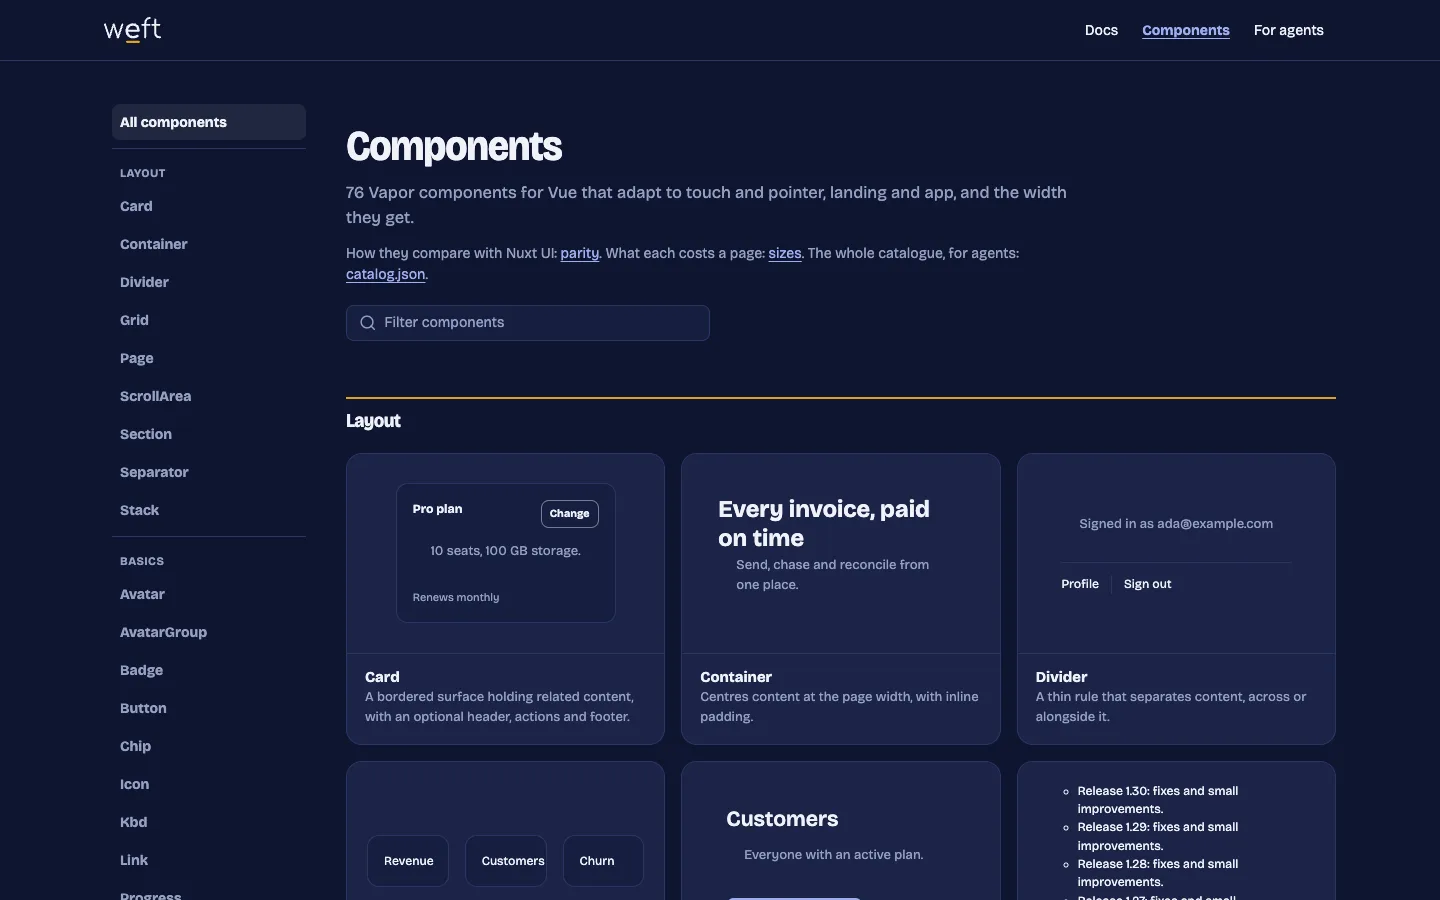 weft
Docs
Components
For agents
All components
LAYOUT
Card
Container
Divider
Grid
Page
ScrollArea
Section
Separator
Stack
BASICS
Avatar
AvatarGroup
Badge
Button
Chip
Icon
Kbd
Link
Progress
Components
76 Vapor components for Vue that adapt to touch and pointer, landing and app, and the width
they get.
How they compare with Nuxt UI: parity. What each costs a page: sizes. The whole catalogue, for agents:
catalog.json.
Filter components
Layout
Pro plan
Change
10 seats, 100 GB storage.
Renews monthly
Card
A bordered surface holding related content,
with an optional header, actions and footer.
Every invoice, paid
on time
Send, chase and reconcile from
one place.
Container
Centres content at the page width, with inline
padding.
Signed in as ada@example.com
Profile
Sign out
Divider
A thin rule that separates content, across or
alongside it.
Revenue
Customers
Churn
Customers
Everyone with an active plan.
Release 1.30: fixes and small
improvements.
Release 1.29: fixes and small
improvements.
Release 1.28: fixes and small
improvements.
Release 1.27: fixes and small